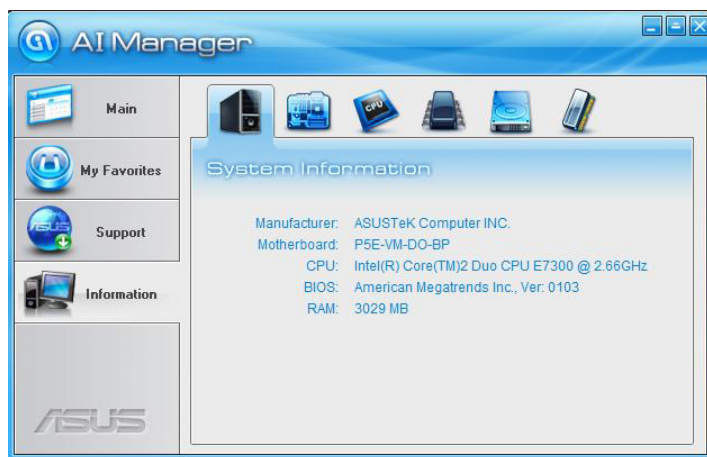 AI Manager
Main
My Favorites
Support
Information
ASUS
CPU
System Information
Manufacturer: ASUSTeK Computer INC.
Motherboard: P5E-VM-DO-BP
CPU: Intel(R) Core(TM)2 Duo CPU E7300 @ 2.66GHz
BIOS: American Megatrends Inc., Ver: 0103
RAM: 3029 MB
/SUS